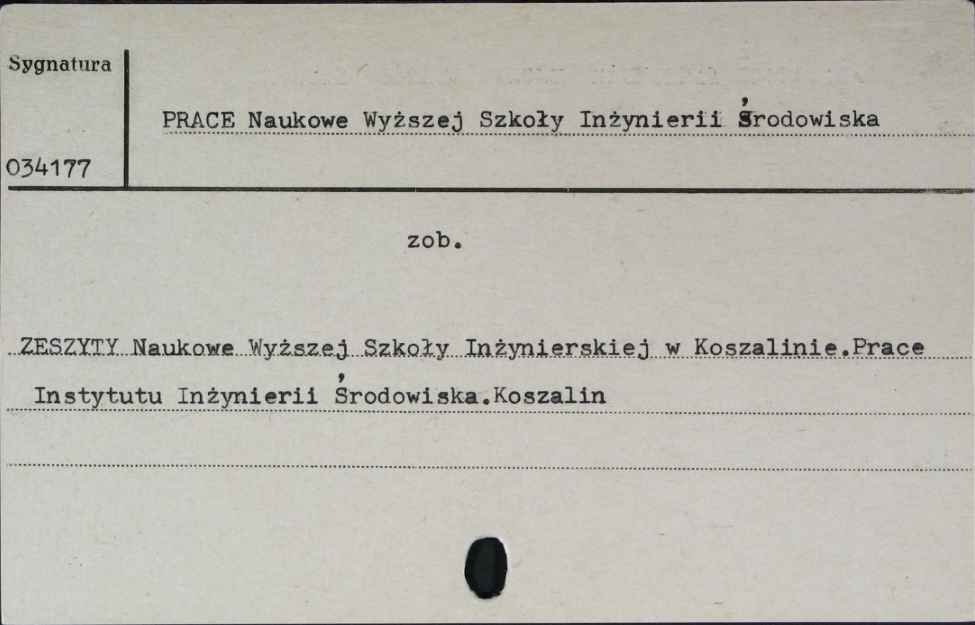 Sygnatura
PRACE Naukowe Wyższej Szkoły Inżynierii Środowiska
034177
zob.
ZESZYTY Naukowe Wyższej Szkoły Inżynierskiej w Koszalinie.Prace
Instytutu Inżynierii Środowiska.Koszalin